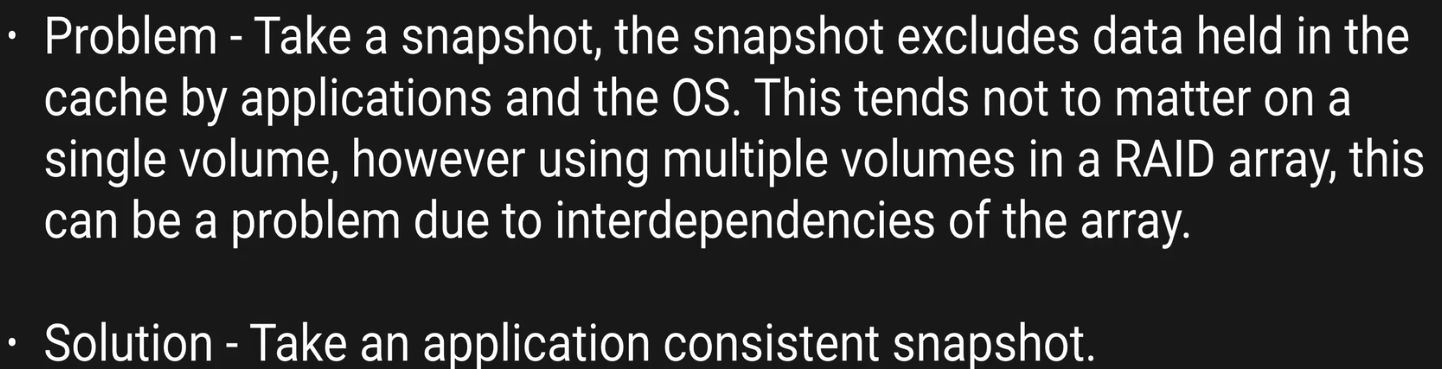 · Problem - Take a snapshot, the snapshot excludes data held in the
cache by applications and the OS. This tends not to matter on a
single volume, however using multiple volumes in a RAID array, this
can be a problem due to interdependencies of the array.
· Solution - Take an application consistent snapshot.